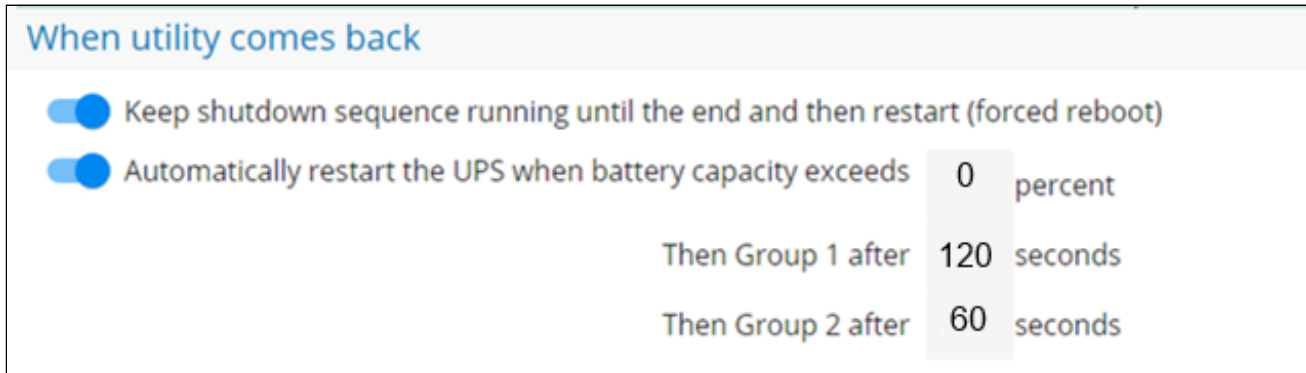 When utility comes back
Keep shutdown sequence running until the end and then restart (forced reboot)
Automatically restart the UPS when battery capacity exceeds 0 percent
Then Group 1 after 120 seconds
Then Group 2 after 60 seconds